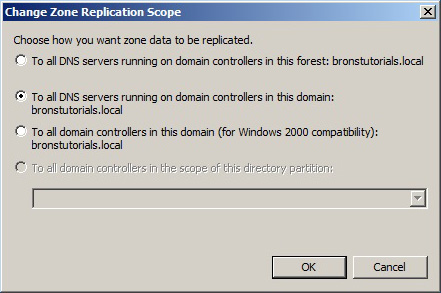 Change Zone Replication Scope
Choose how you want zone data to be replicated.
To all DNS servers running on domain controllers in this forest: bronstutorials.local
To all DNS servers running on domain controllers in this domain:
bronstutorials.local
To all domain controllers in this domain (for Windows 2000 compatibility):
bronstutorials.local
To all domain controllers in the scope of this directory partition:
OK
Cancel